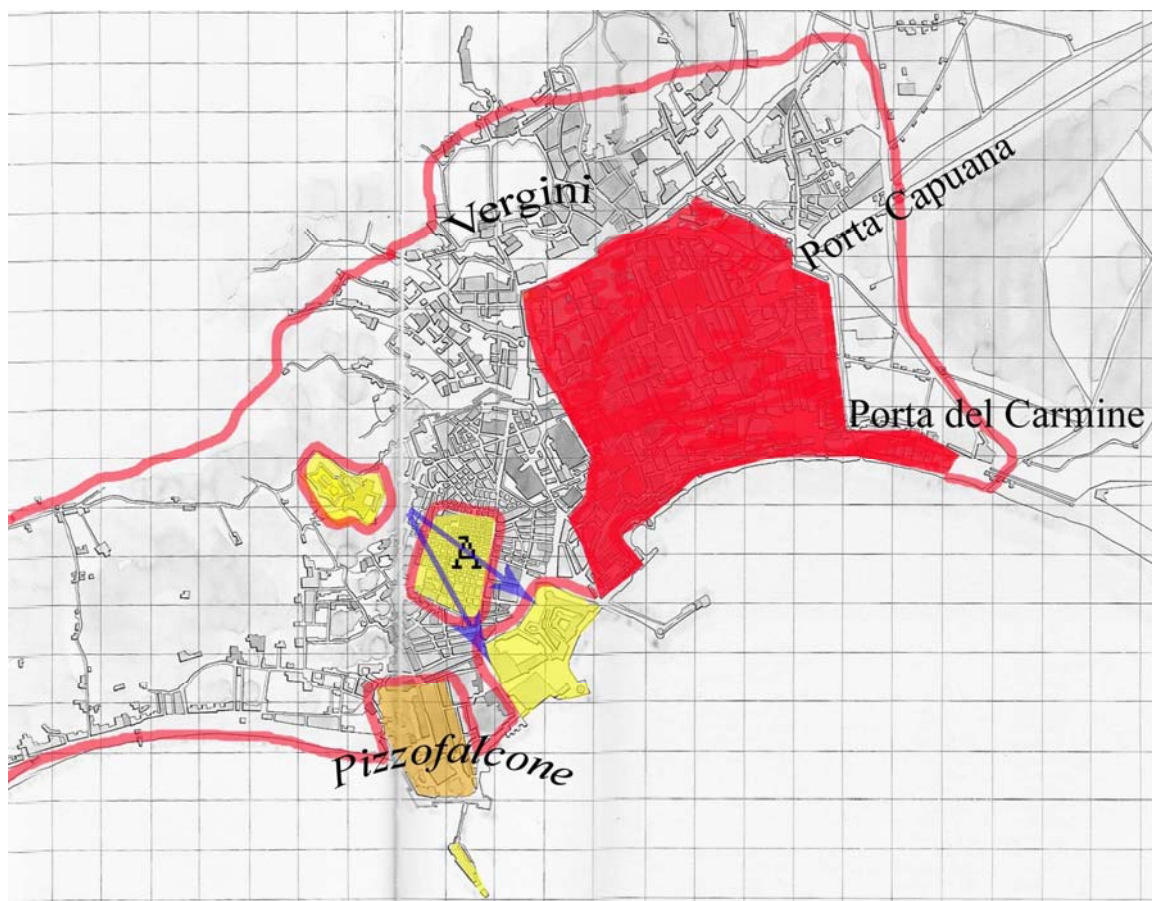 Vergini
Porta Capuana
Porta del Carmine
A
Pizzofalcone